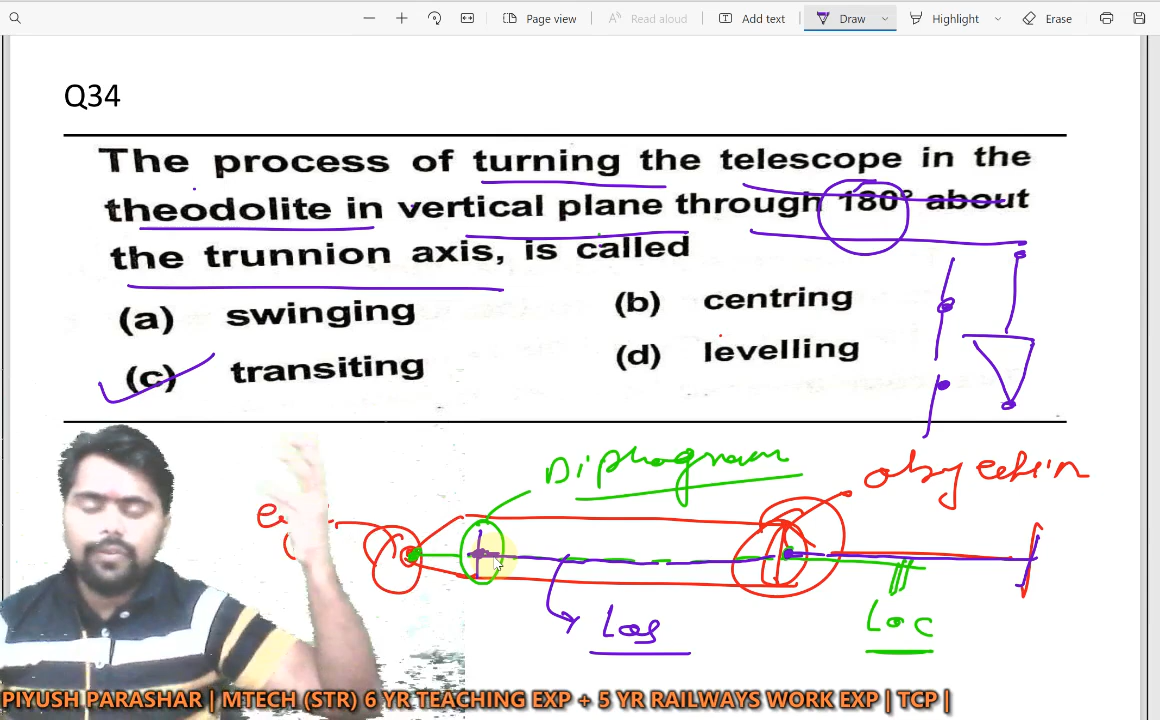 Page view
Read aloud
Add text
Draw
Highlight
Erase
Q34
The process of turning the telescope in the
theodolite in vertical plane through 180° about
the trunnion axis, is called
(a) swinging
(b) centring
(c) transiting
(d) levelling
Diphagram
LOS
LOC
PIYUSH PARASHAR | MTECH (STR) 6 YR TEACHING EXP + 5 YR RAILWAYS WORK EXP | TCP |